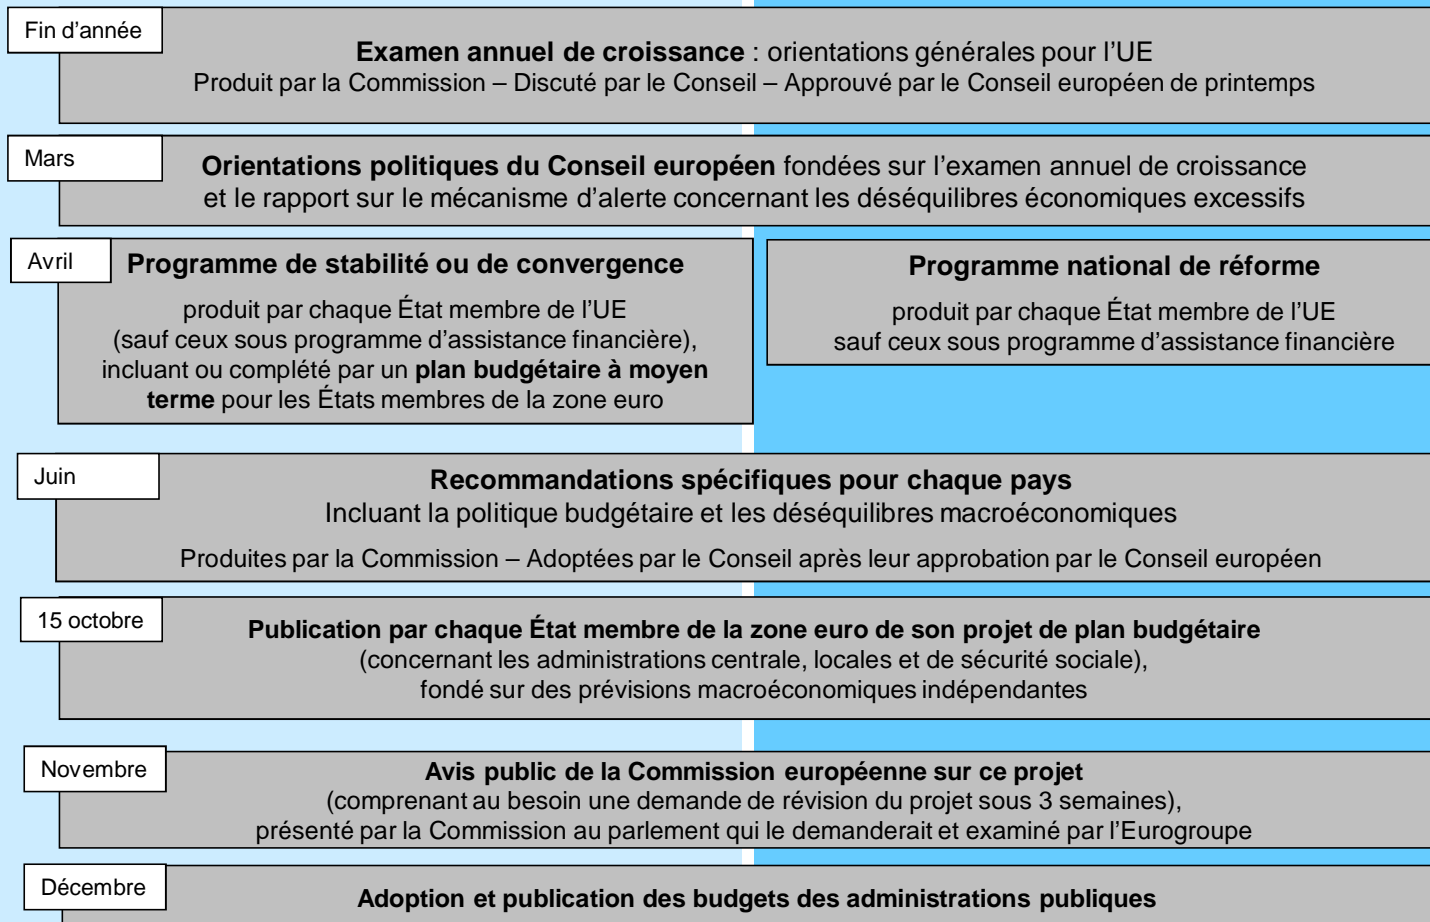 Fin d’année
Examen annuel de croissance : orientations générales pour l’UE
Produit par la Commission – Discuté par le Conseil – Approuvé par le Conseil européen de printemps
Mars
Orientations politiques du Conseil européen fondées sur l’examen annuel de croissance
et le rapport sur le mécanisme d’alerte concernant les déséquilibres économiques excessifs
Avril
Programme de stabilité ou de convergence
produit par chaque État membre de l’UE
(sauf ceux sous programme d’assistance financière),
incluant ou complété par un plan budgétaire à moyen
terme pour les États membres de la zone euro
Programme national de réforme
produit par chaque État membre de l’UE
sauf ceux sous programme d’assistance financière
Juin
Recommandations spécifiques pour chaque pays
Incluant la politique budgétaire et les déséquilibres macroéconomiques
Produites par la Commission – Adoptées par le Conseil après leur approbation par le Conseil européen
15 octobre
Publication par chaque État membre de la zone euro de son projet de plan budgétaire
(concernant les administrations centrale, locales et de sécurité sociale),
fondé sur des prévisions macroéconomiques indépendantes
Novembre
Avis public de la Commission européenne sur ce projet
(comprenant au besoin une demande de révision du projet sous 3 semaines),
présenté par la Commission au parlement qui le demanderait et examiné par l’Eurogroupe
Décembre
Adoption et publication des budgets des administrations publiques